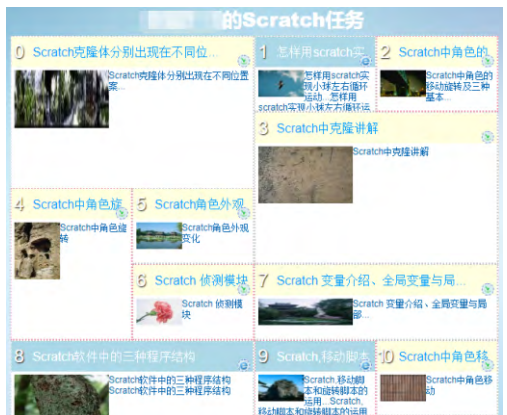 的Scratch任务
0 Scratch克隆体分别出现在不同位...
Scratch克隆体分别出现在不同位置
案...
1 怎样用scratch实
怎样用scratch实
现小球左右循环
运动...怎样用
scratch实现小球左右循环运
2 Scratch中角色的
Scratch中角色的
移动旋转及三种
基本...
3 Scratch中克隆讲解
Scratch中克隆讲解
4 Scratch中角色旋
Scratch中角色旋
转
5 Scratch角色外观
Scratch角色外观
变化
6 Scratch 侦测模块
Scratch 侦测模
块
7 Scratch 变量介绍、全局变量与局...
Scratch 变量介绍、全局变量与局
部...
8 Scratch软件中的三种程序结构
Scratch软件中的三种程序结构
Scratch软件中的三种程序结构
9 Scratch,移动脚本
Scratch,移动脚
本和旋转脚本的
运用...Scratch,
移动脚本和旋转脚本的运用
10 Scratch中角色移
Scratch中角色移
动